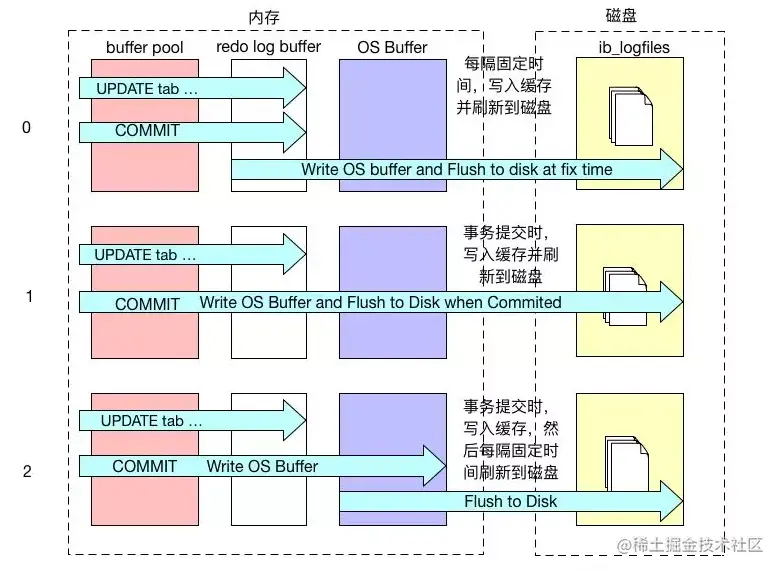 内存
磁盘
buffer pool
redo log buffer
OS Buffer
ib_logfiles
0
UPDATE tab ...
COMMIT
每隔固定时
间，写入缓存
并刷新到磁盘
Write OS buffer and Flush to disk at fix time
1
UPDATE tab ...
事务提交时，
写入缓存并刷
新到磁盘
COMMIT
Write OS Buffer and Flush to Disk when Commited
2
UPDATE tab ...
COMMIT
Write OS Buffer
事务提交时，
写入缓存，然
后每隔固定时
间刷新到磁盘
Flush to Disk
@稀土掘金技术社区